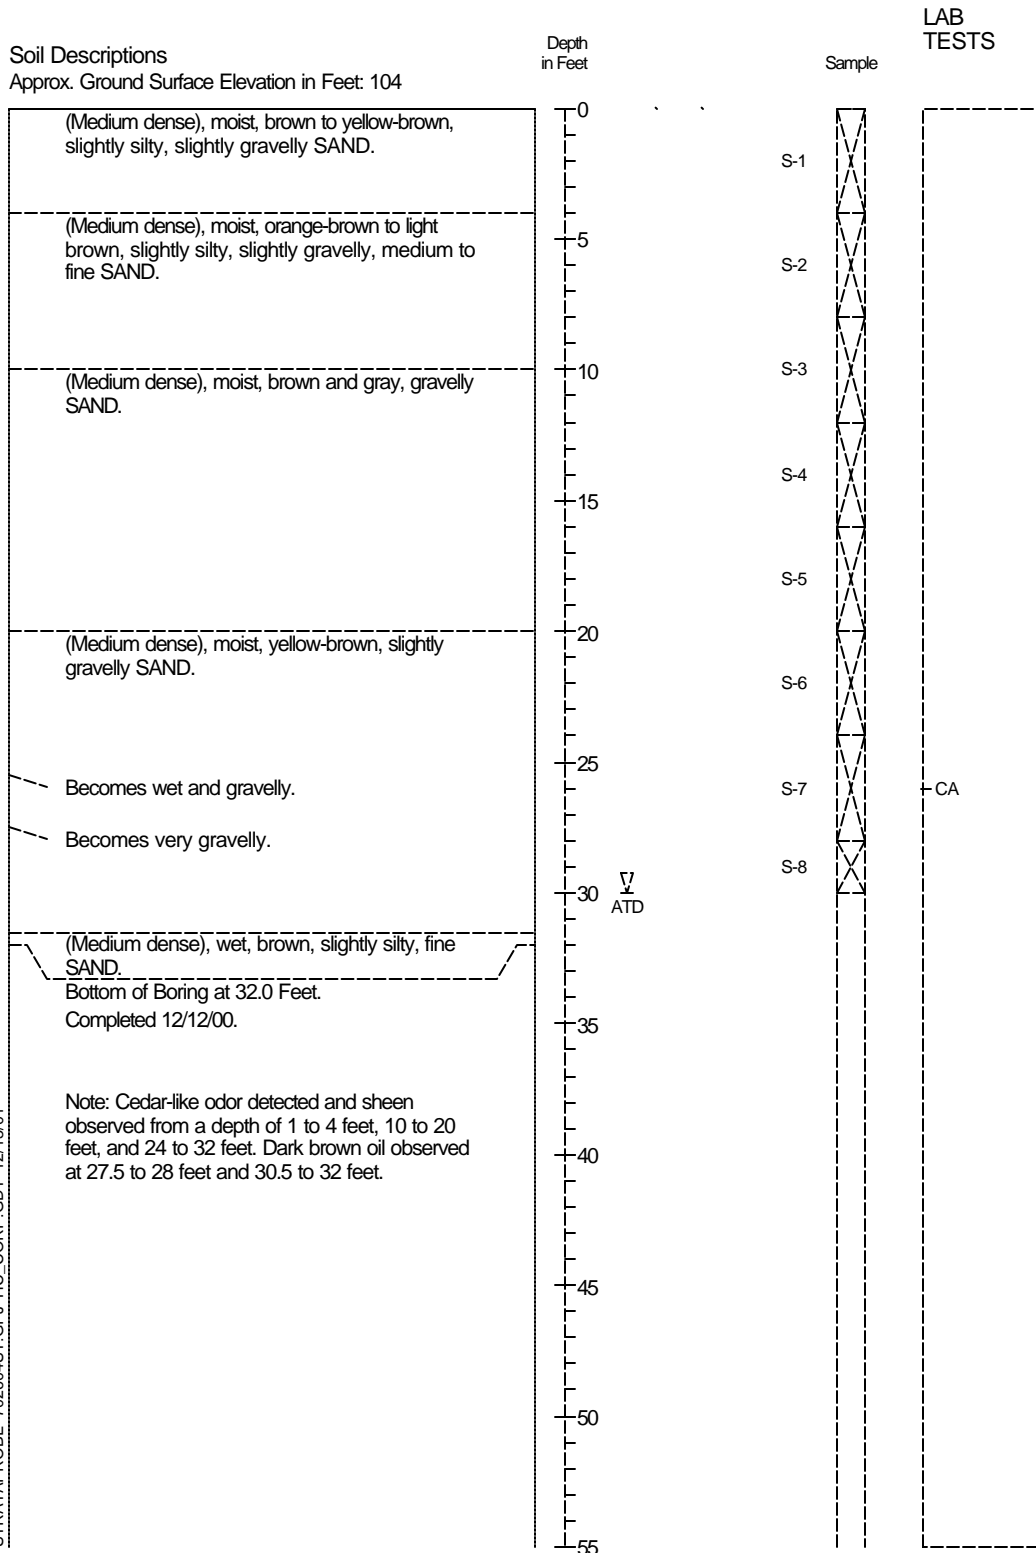 LAB
TESTS
Soil Descriptions
Depth
in Feet
Sample
Approx. Ground Surface Elevation in Feet: 104
0
(Medium dense), moist, brown to yellow-brown,
slightly silty, slightly gravelly SAND.
S-1
(Medium dense), moist, orange-brown to light
brown, slightly silty, slightly gravelly, medium to
fine SAND.
5
S-2
(Medium dense), moist, brown and gray, gravelly
SAND.
10
S-3
S-4
15
S-5
20
(Medium dense), moist, yellow-brown, slightly
gravelly SAND.
S-6
25
Becomes wet and gravelly.
S-7
CA
Becomes very gravelly.
S-8
30
ATD
(Medium dense), wet, brown, slightly silty, fine
SAND.
Bottom of Boring at 32.0 Feet.
Completed 12/12/00.
35
Note: Cedar-like odor detected and sheen
observed from a depth of 1 to 4 feet, 10 to 20
feet, and 24 to 32 feet. Dark brown oil observed
at 27.5 to 28 feet and 30.5 to 32 feet.
40
45
50
55